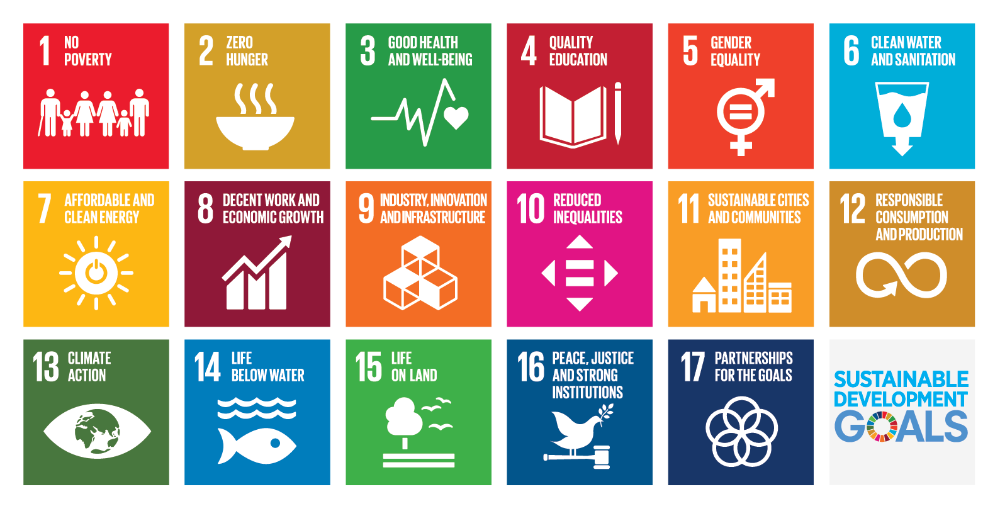 1 NO
POVERTY
2 ZERO
HUNGER
3 GOOD HEALTH
AND WELL-BEING
4 QUALITY
EDUCATION
5 GENDER
EQUALITY
6 CLEAN WATER
AND SANITATION
7 AFFORDABLE AND
CLEAN ENERGY
8 DECENT WORK AND
ECONOMIC GROWTH
9 INDUSTRY, INNOVATION
AND INFRASTRUCTURE
10 REDUCED
INEQUALITIES
11 SUSTAINABLE CITIES
AND COMMUNITIES
12 RESPONSIBLE
CONSUMPTION
AND PRODUCTION
13 CLIMATE
ACTION
14 LIFE
BELOW WATER
15 LIFE
ON LAND
16 PEACE, JUSTICE
AND STRONG
INSTITUTIONS
17 PARTNERSHIPS
FOR THE GOALS
SUSTAINABLE
DEVELOPMENT
GOALS